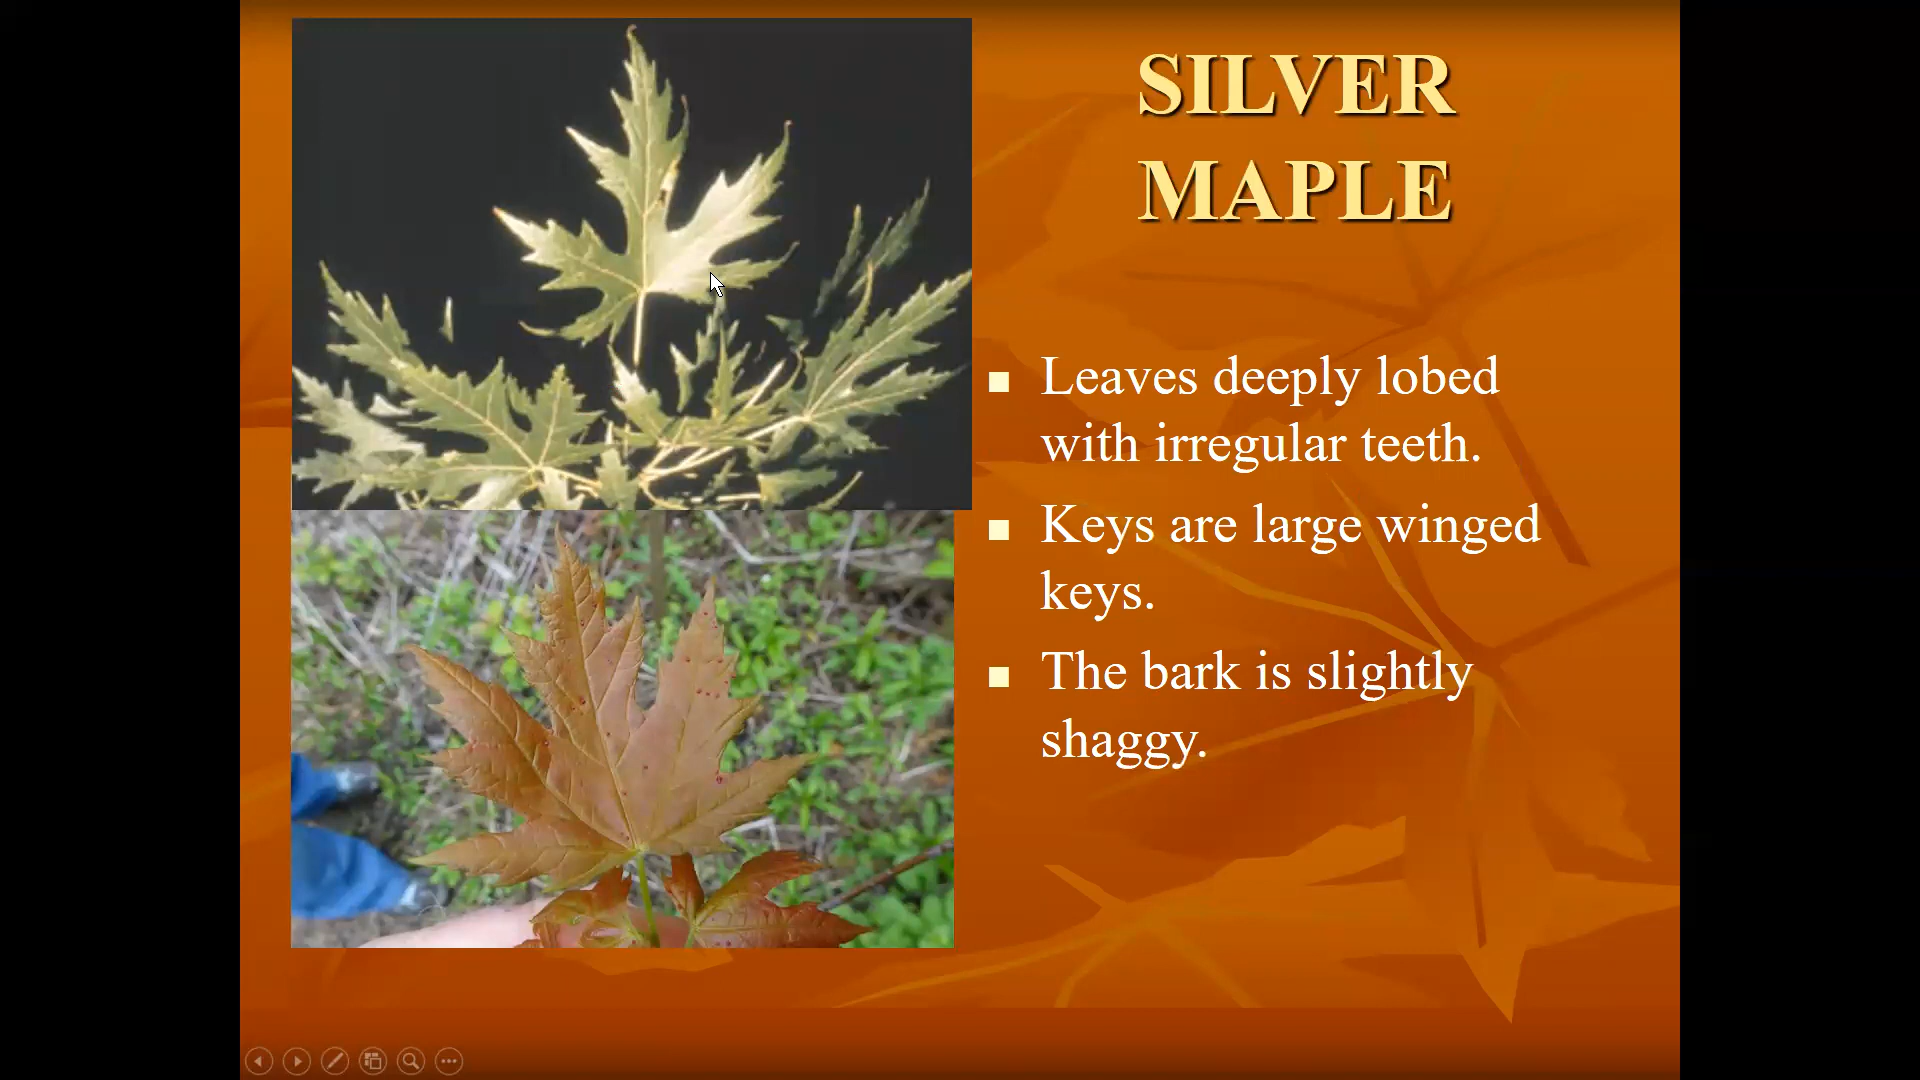 SILVER
MAPLE
Leaves deeply lobed
with irregular teeth.
Keys are large winged
keys.
The bark is slightly
shaggy.